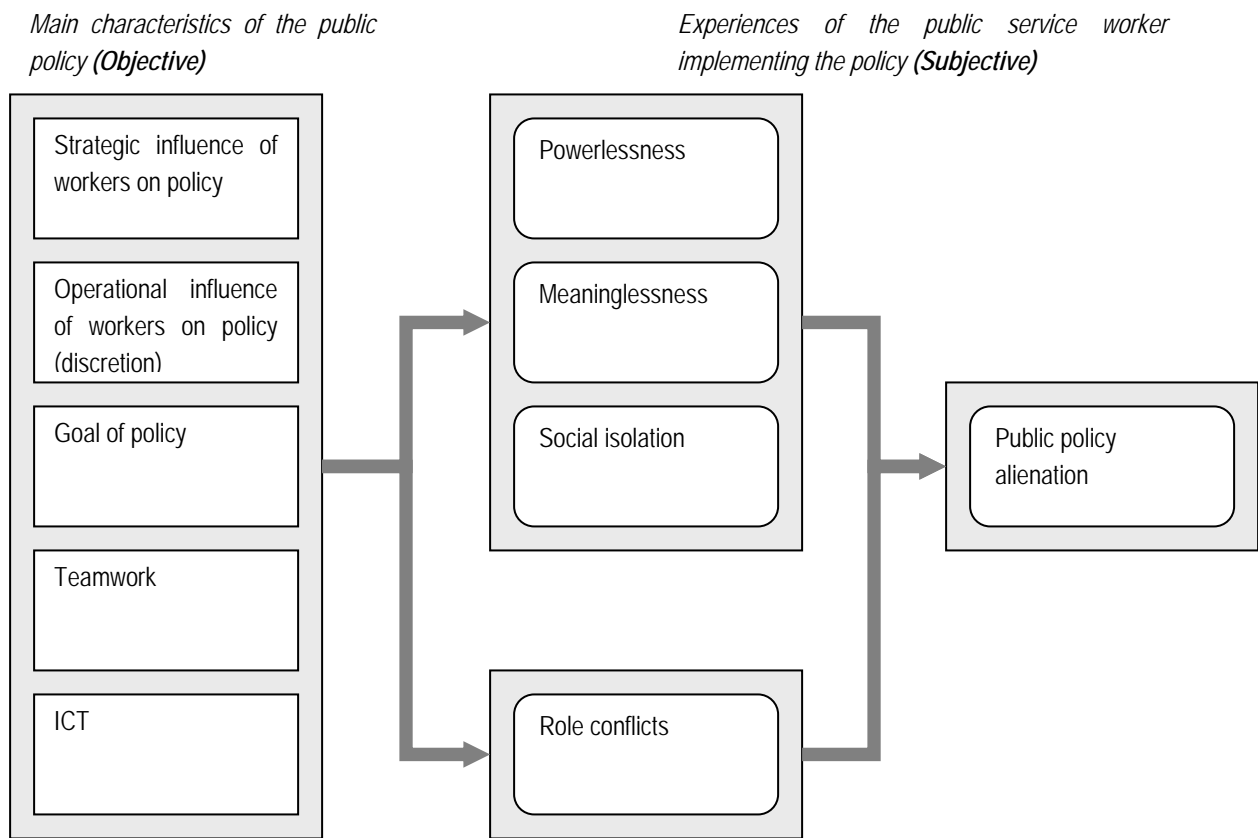 Main characteristics of the public
policy (Objective)
Experiences of the public service worker
implementing the policy (Subjective)
Strategic influence of
workers on policy
Operational influence
of workers on policy
(discretion)
Goal of policy
Teamwork
ICT
Powerlessness
Meaninglessness
Social isolation
Role conflicts
Public policy
alienation